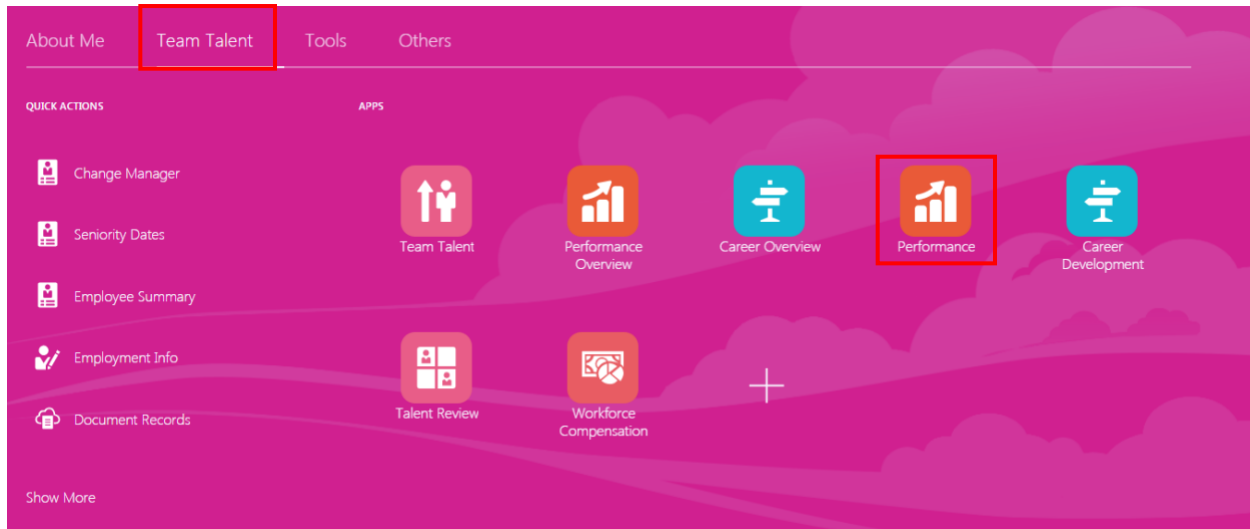 About Me Team Talent Tools Others
QUICK ACTIONS APPS
Change Manager
Seniority Dates
Employee Summary
Employment Info
Document Records
Show More
Team Talent
Performance
Overview
Career Overview
Performance
Career
Development
Talent Review
Workforce
Compensation